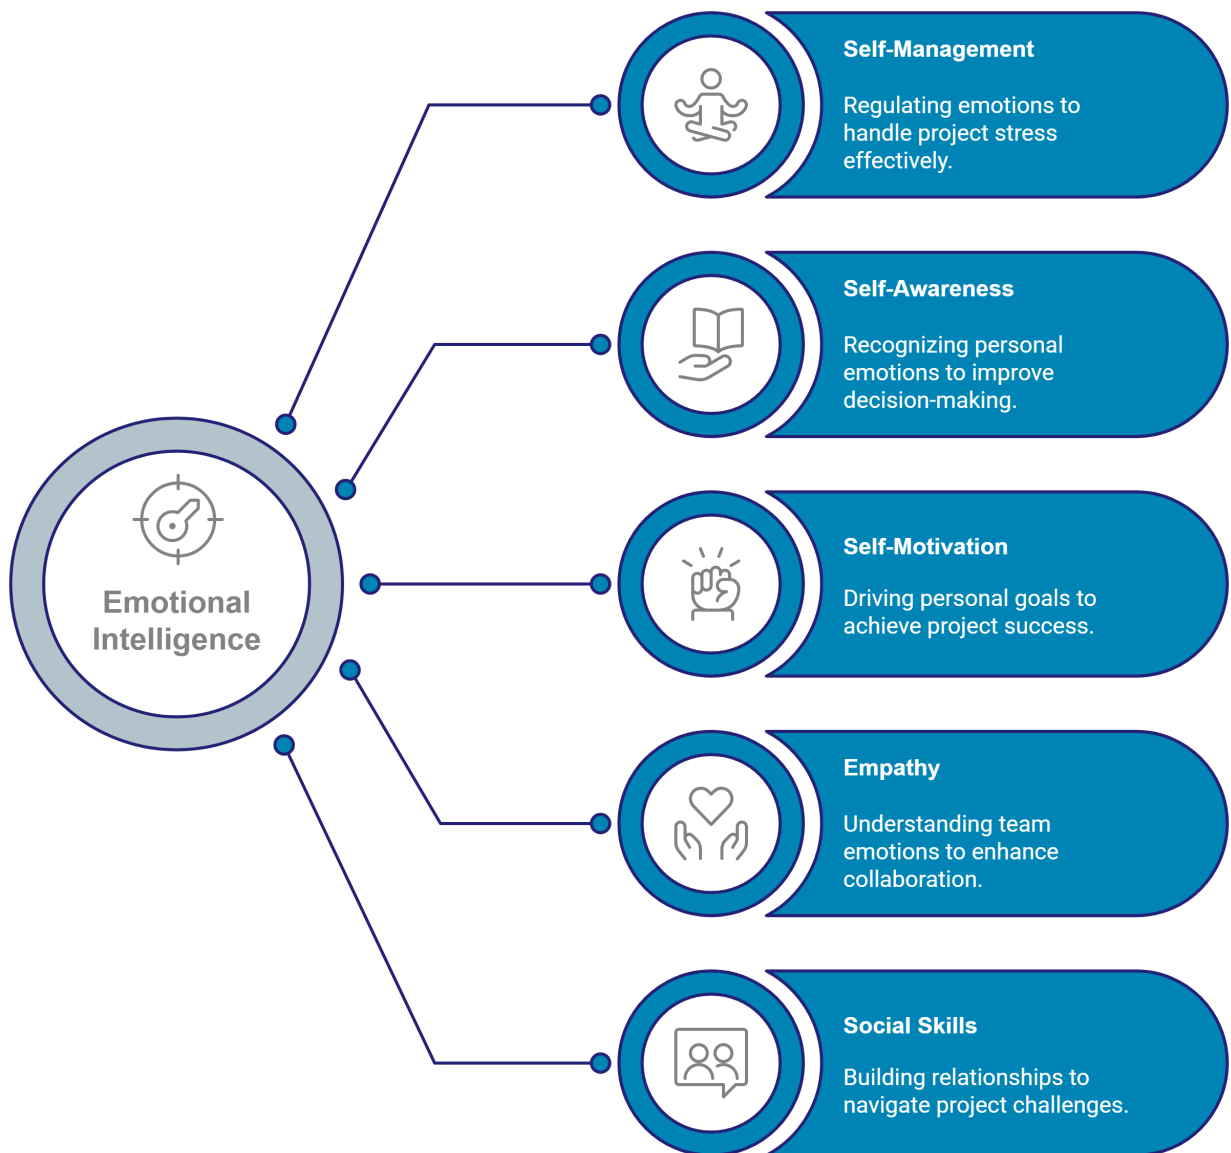 Emotional
Intelligence
Self-Management
Regulating emotions to
handle project stress
effectively.
Self-Awareness
Recognizing personal
emotions to improve
decision-making.
Self-Motivation
Driving personal goals to
achieve project success.
Empathy
Understanding team
emotions to enhance
collaboration.
Social Skills
Building relationships to
navigate project challenges.